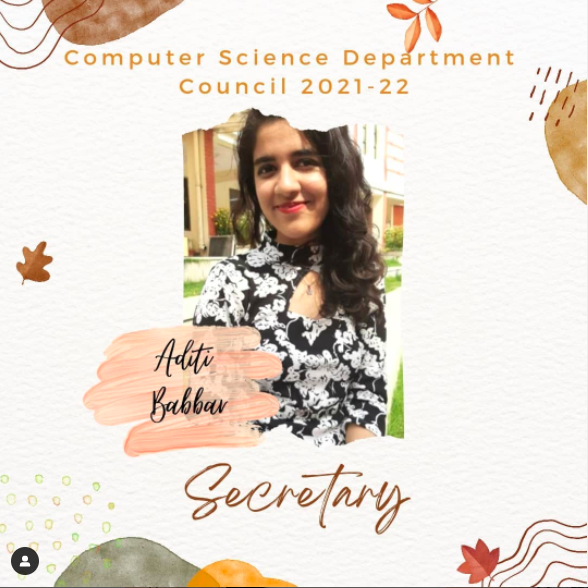 Computer Science Department
Council 2021-22
Aditi
Babbar
Secretary